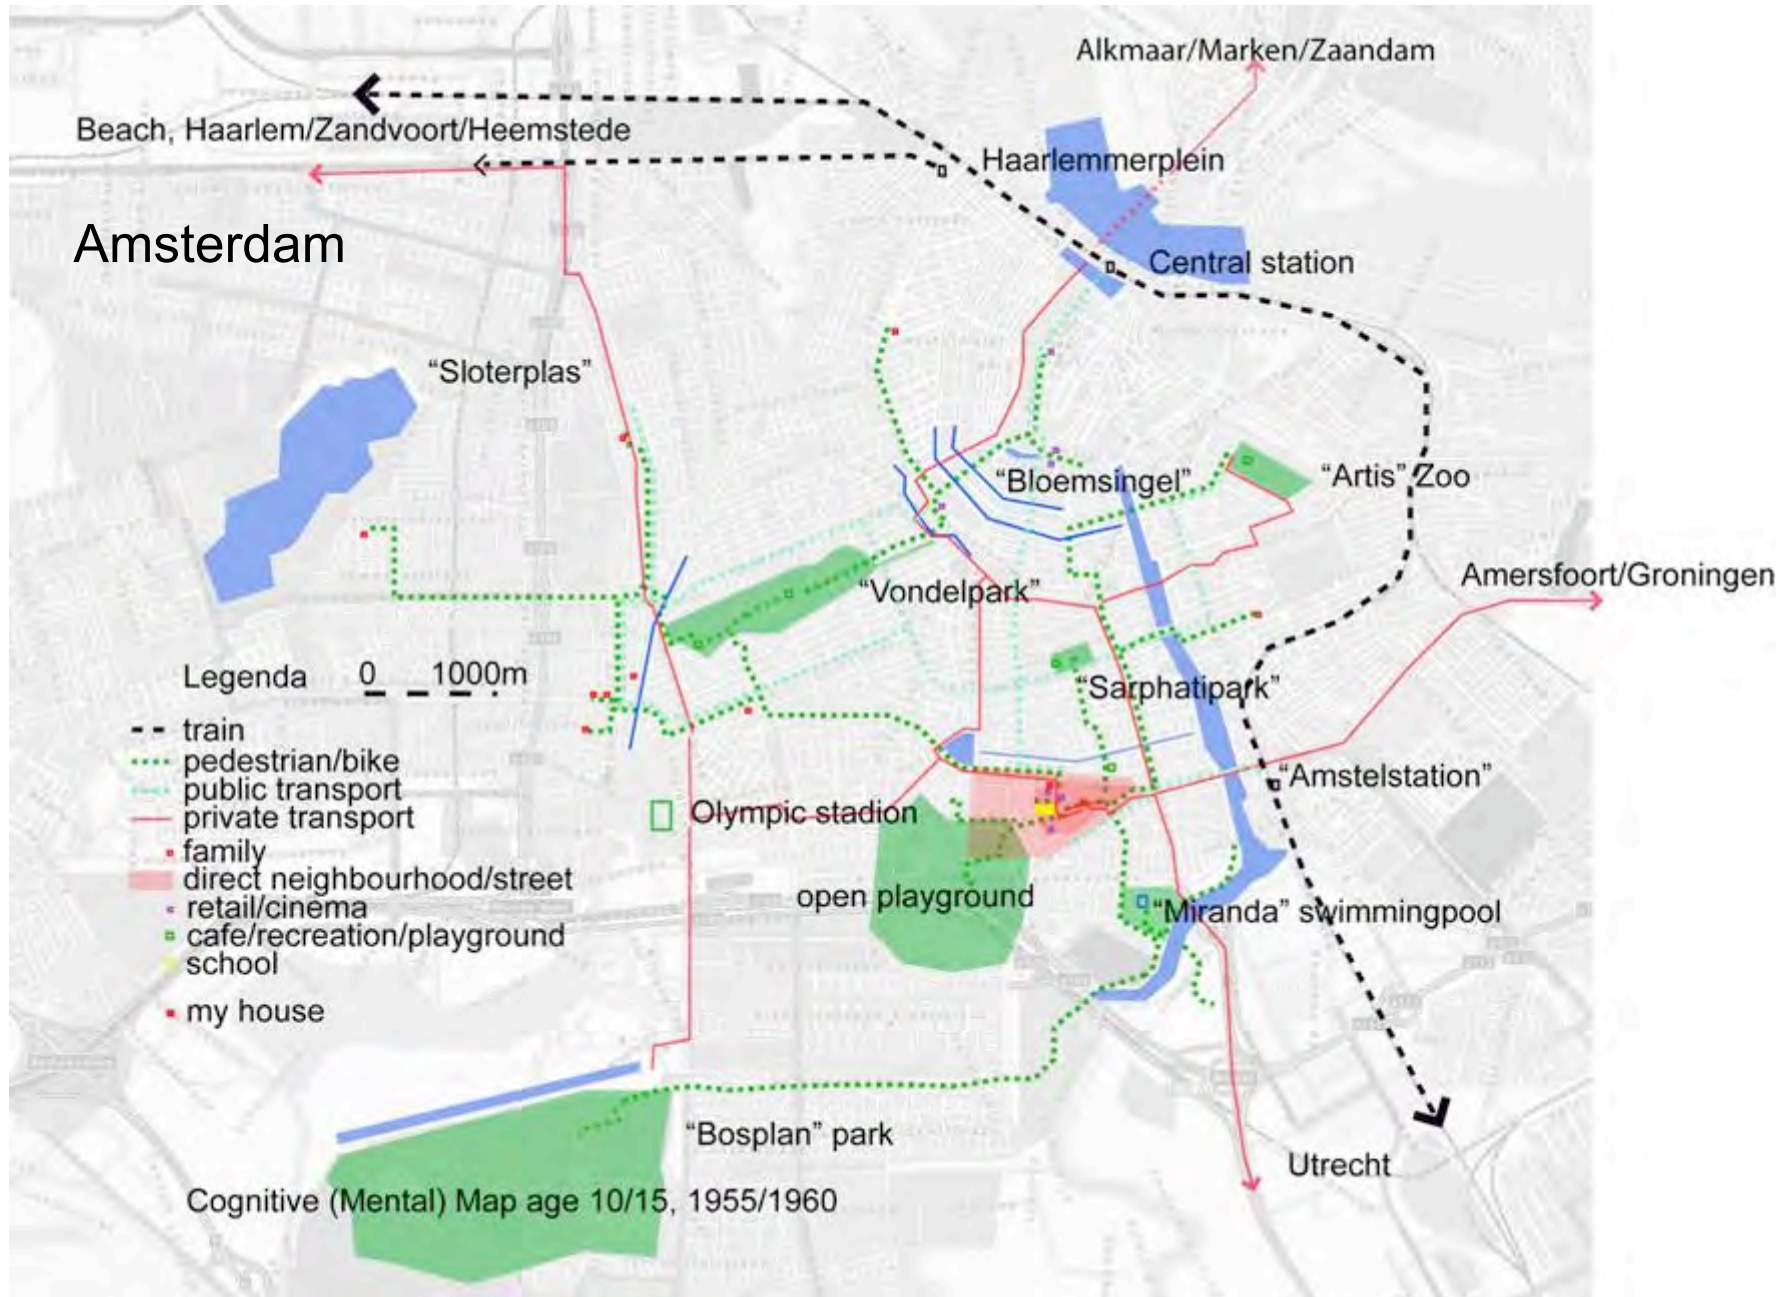 Alkmaar/Marken/Zaandam
Beach, Haarlem/Zandvoort/Heemstede
Haarlemmerplein
Amsterdam
Central station
“Sloterplas”
“Bloemsingel”
“Artis” Zoo
Amersfoort/Groningen
“Vondelpark”
“Sarphatipark”
“Amstelstation”
Olympic stadion
open playground
“Miranda” swimmingpool
Legenda 0 1000m
train
pedestrian/bike
public transport
private transport
family
direct neighbourhood/street
retail/cinema
cafe/recreation/playground
school
my house
“Bosplan” park
Utrecht
Cognitive (Mental) Map age 10/15, 1955/1960